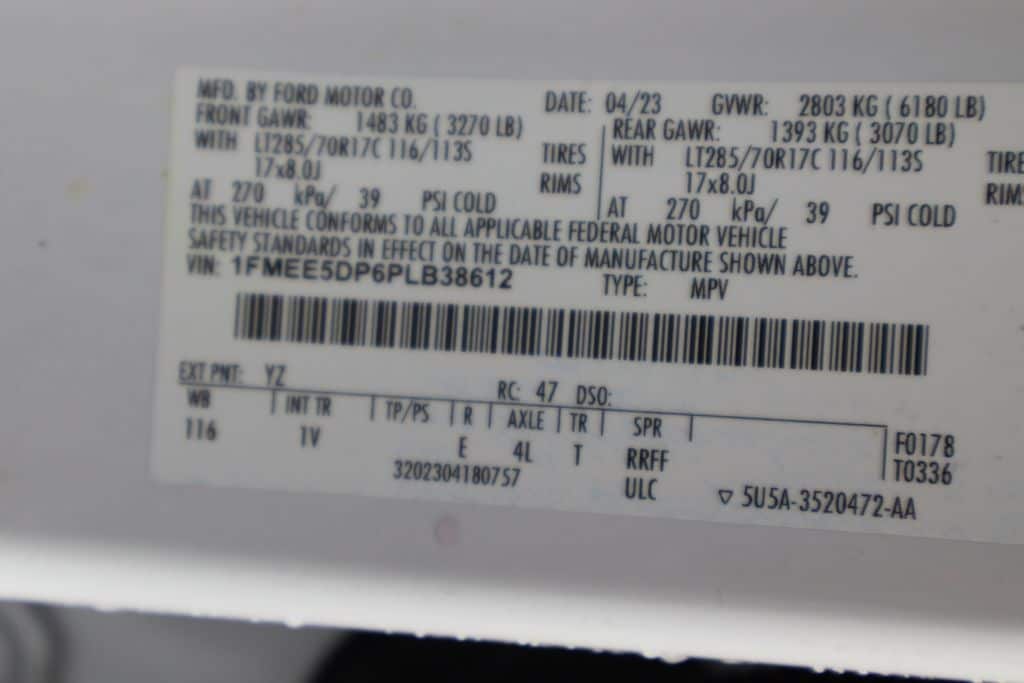 MFD. BY FORD MOTOR CO. DATE: 04/23 GVWR: 2803 KG ( 6180 LB)
FRONT GAWR: 1483 KG ( 3270 LB) REAR GAWR: 1393 KG ( 3070 LB)
WITH LT285/70R17C 116/113S TIRES WITH LT285/70R17C 116/113S TIRE
17x8.0J RIMS 17x8.0J RIMS
AT 270 kPa/ 39 PSI COLD AT 270 kPa/ 39 PSI COLD
THIS VEHICLE CONFORMS TO ALL APPLICABLE FEDERAL MOTOR VEHICLE
SAFETY STANDARDS IN EFFECT ON THE DATE OF MANUFACTURE SHOWN ABOVE.
VIN: 1FMEE5DP6PLB38612 TYPE: MPV
EXT PNT: YZ RC: 47 DSO:
WB INT TR TP/PS R AXLE TR SPR
116 1V E 4L T RRFF F0178
T0336
3202304180757 ULC ▽ 5U5A-3520472-AA